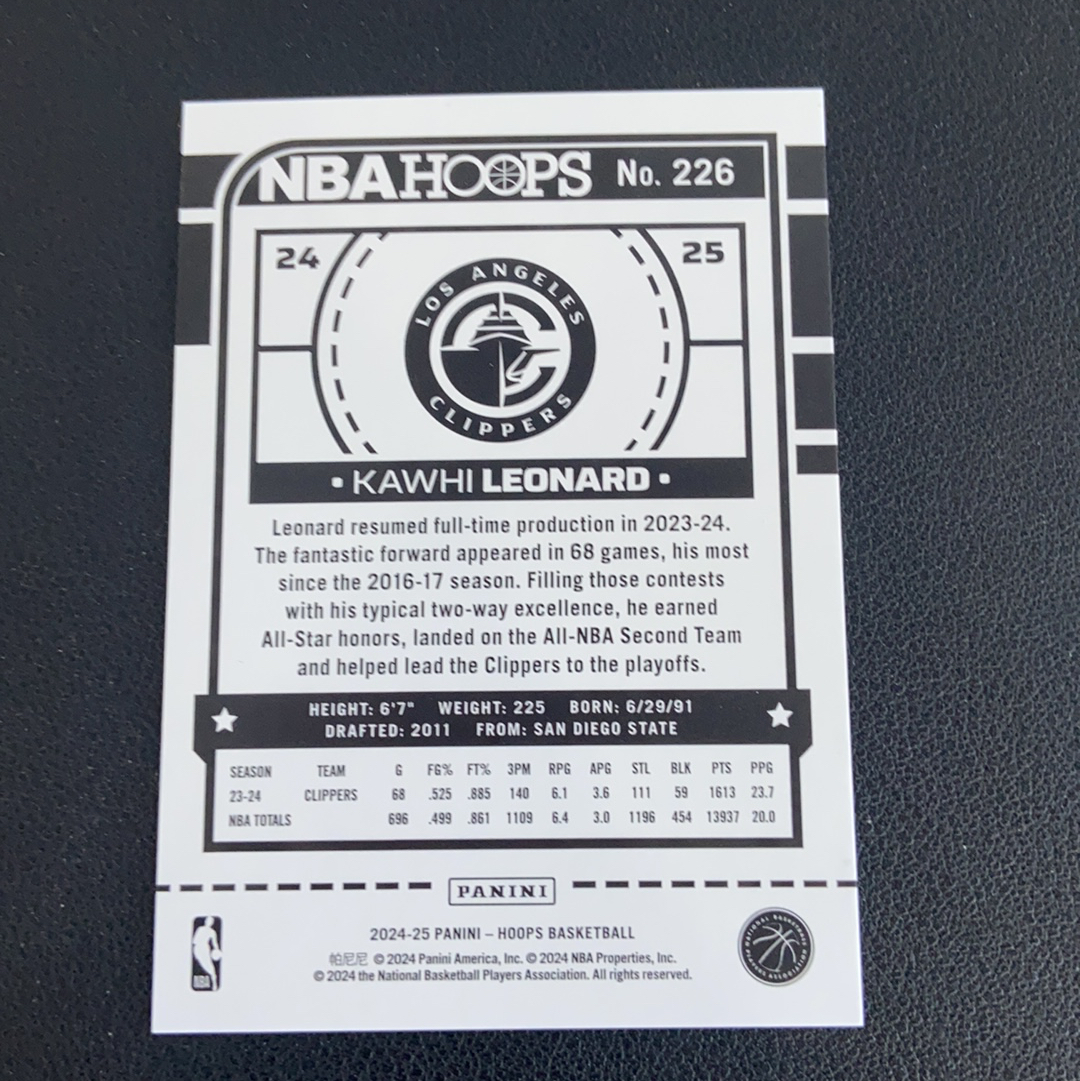 NBA HOOPS No. 226
24 25
LOS ANGELES
CLIPPERS
• KAWHI LEONARD •
Leonard resumed full-time production in 2023-24.
The fantastic forward appeared in 68 games, his most
since the 2016-17 season. Filling those contests
with his typical two-way excellence, he earned
All-Star honors, landed on the All-NBA Second Team
and helped lead the Clippers to the playoffs.
HEIGHT: 6'7" WEIGHT: 225 BORN: 6/29/91
DRAFTED: 2011 FROM: SAN DIEGO STATE
SEASON TEAM G FG% FT% 3PM RPG APG STL BLK PTS PPG
23-24 CLIPPERS 68 .525 .885 140 6.1 3.6 111 59 1613 23.7
NBA TOTALS 696 .499 .861 1109 6.4 3.0 1196 454 13937 20.0
PANINI
2024-25 PANINI – HOOPS BASKETBALL
帕尼尼 © 2024 Panini America, Inc. © 2024 NBA Properties, Inc.
© 2024 the National Basketball Players Association. All rights reserved.
NBA
NATIONAL BASKETBALL
PLAYERS ASSOCIATION